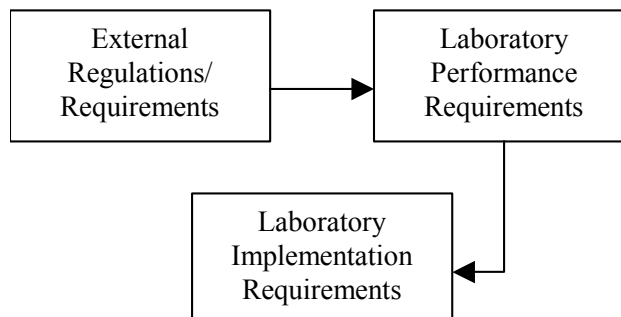 External
Regulations/
Requirements
Laboratory
Performance
Requirements
Laboratory
Implementation
Requirements